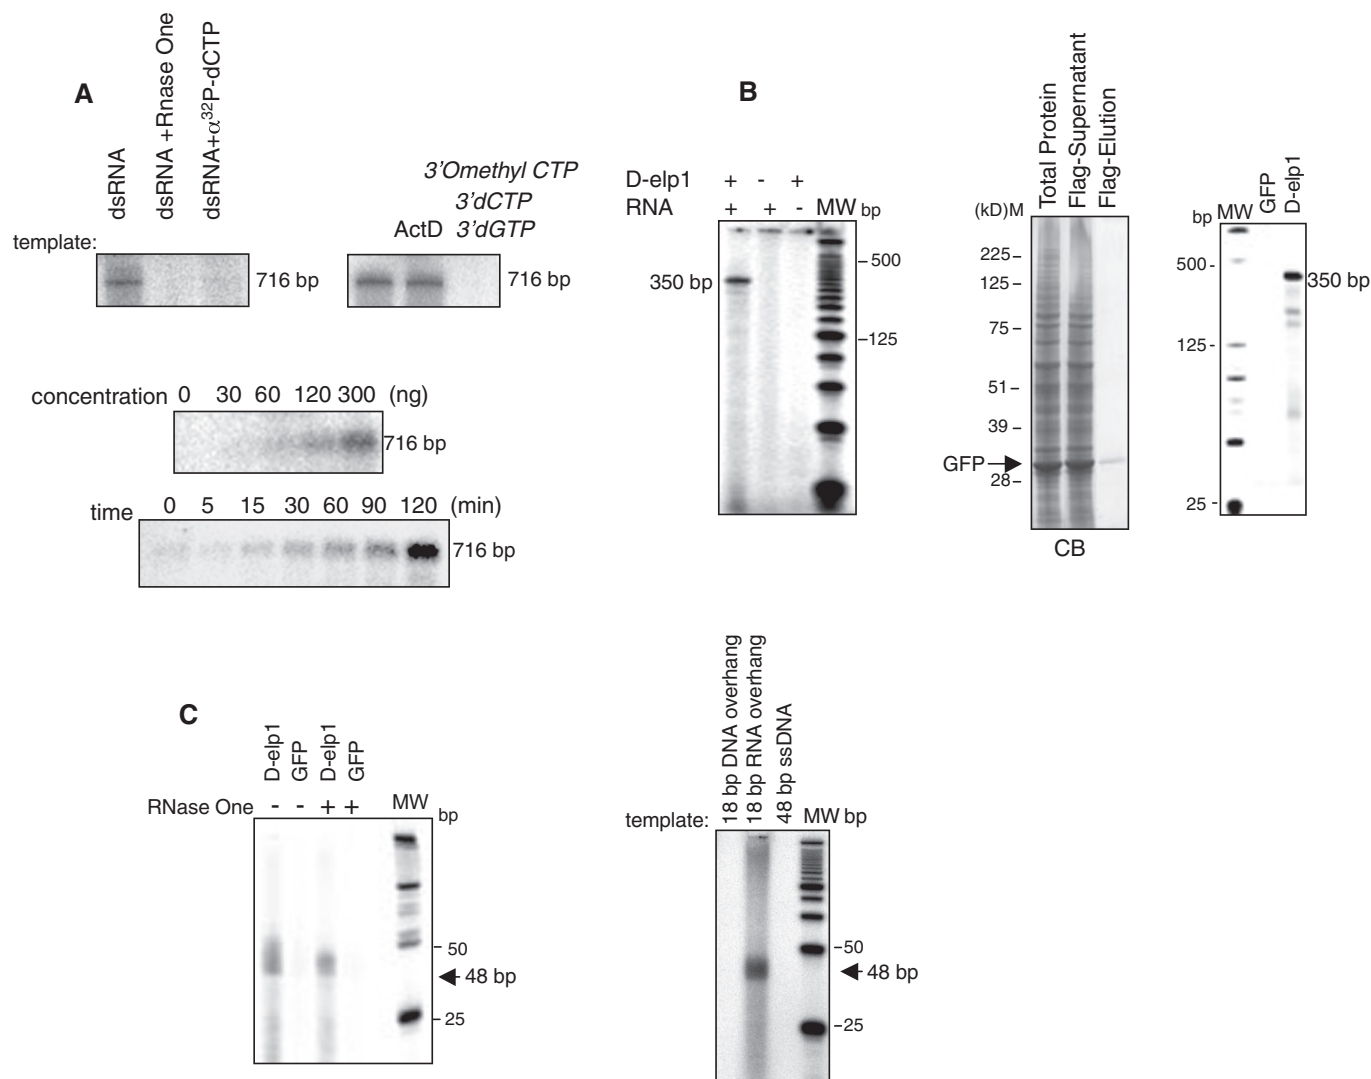 A
dsRNA
dsRNA +Rnase One
dsRNA+α³²P-dCTP
template:
716 bp
3'Omethyl CTP
3'dCTP
ActD 3'dGTP
716 bp
concentration 0 30 60 120 300 (ng)
716 bp
time 0 5 15 30 60 90 120 (min)
716 bp
B
D-elp1 + - +
RNA + + - MW bp
350 bp
–500
–125
Total Protein
Flag-Supernatant
Flag-Elution
(kD)M
225–
125–
75–
51–
39–
GFP
28–
CB
bp MW GFP D-elp1
500-
350 bp
125-
25-
C
D-elp1
GFP
D-elp1
GFP
RNase One - - + + MW
bp
- 50
48 bp
- 25
18 bp DNA overhang
18 bp RNA overhang
48 bp ssDNA
template: MW bp
–50
48 bp
–25